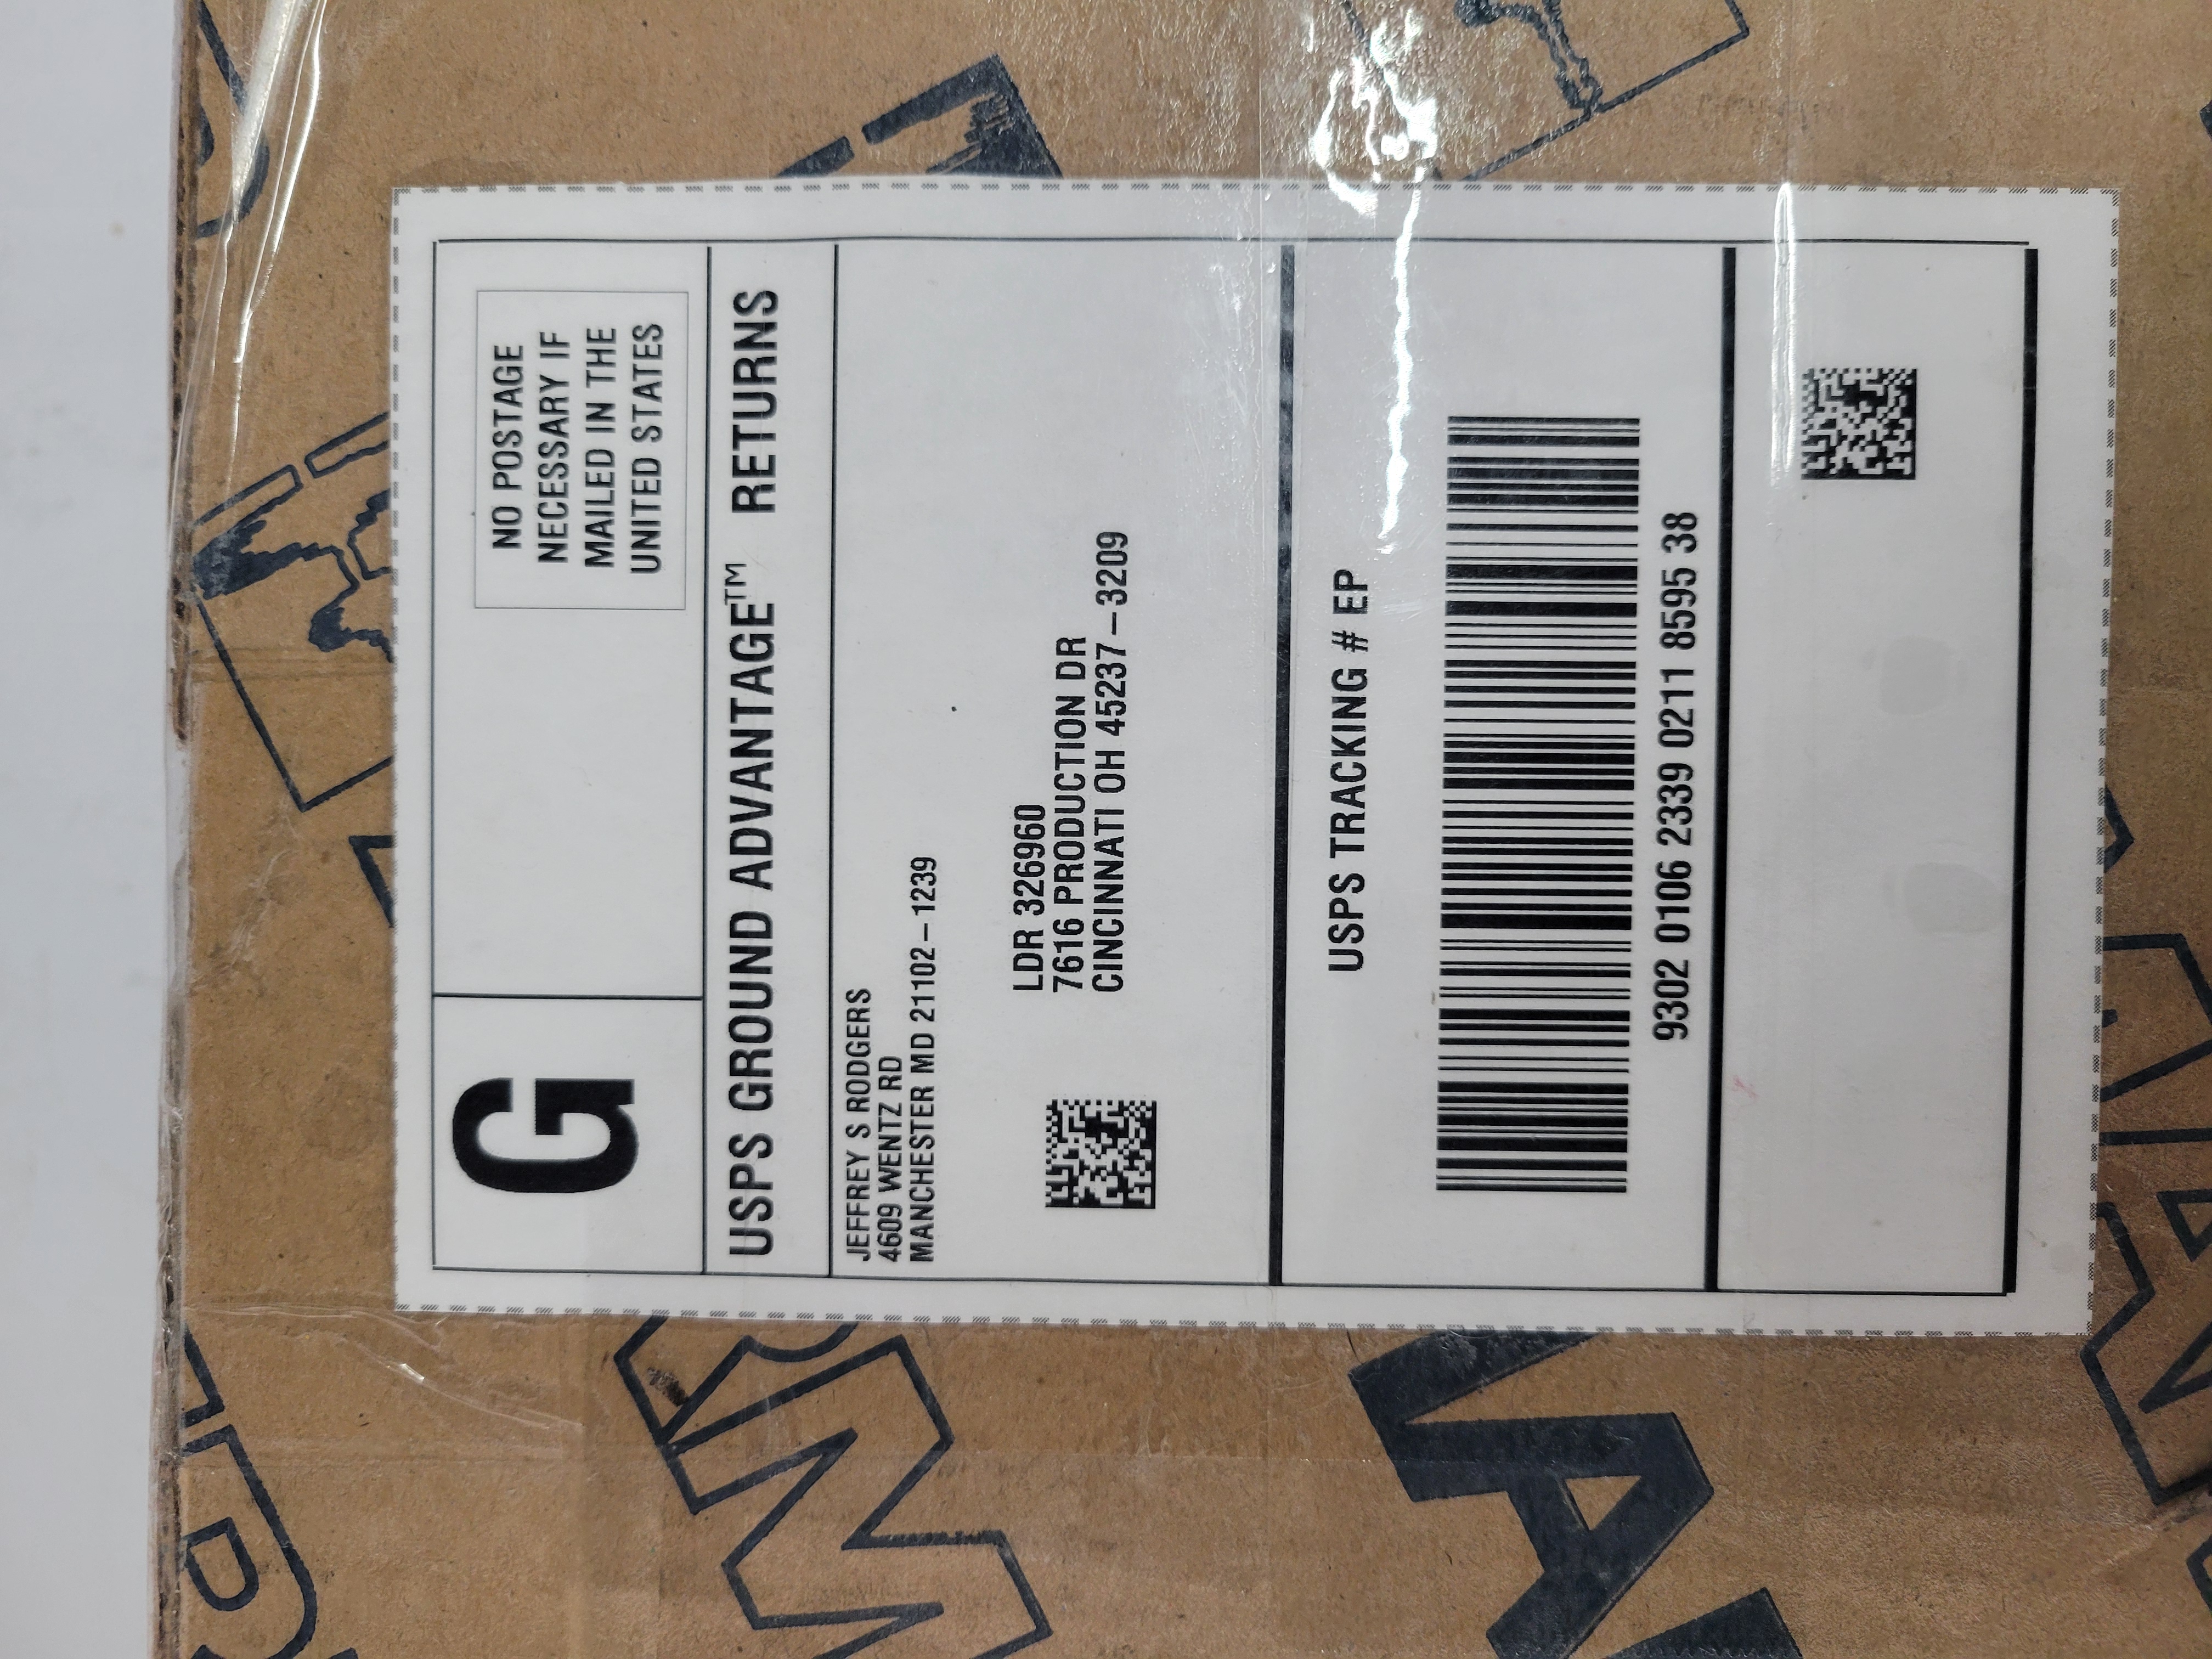 G
NO POSTAGE
NECESSARY IF
MAILED IN THE
UNITED STATES
USPS GROUND ADVANTAGE™ RETURNS
JEFFREY S RODGERS
4609 WENTZ RD
MANCHESTER MD 21102-1239
LDR 326960
7616 PRODUCTION DR
CINCINNATI OH 45237-3209
USPS TRACKING # EP
9302 0106 2339 0211 8595 38